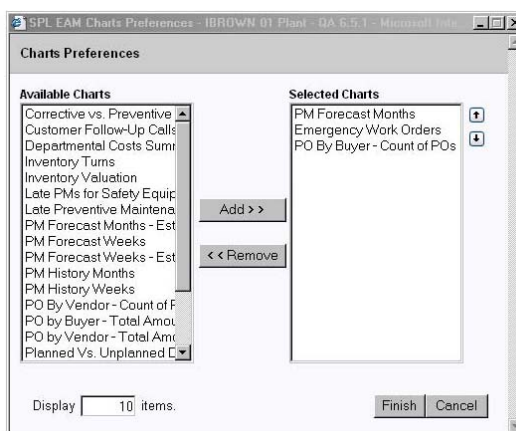 SPL EAM Charts Preferences - IBROWN 01 Plant - QA 6.5.1 - Microsoft Inte
Charts Preferences
Available Charts
Corrective vs. Preventive
Customer Follow-Up Calls
Departmental Costs Sumr
Inventory Turns
Inventory Valuation
Late PMs for Safety Equip
Late Preventive Maintena
PM Forecast Months - Est
PM Forecast Weeks
PM Forecast Weeks - Est
PM History Months
PM History Weeks
PO By Vendor - Count of P
PO by Buyer - Total Amou
PO by Vendor - Total Amo
Planned Vs. Unplanned D
Add >>
<< Remove
Selected Charts
PM Forecast Months
Emergency Work Orders
PO By Buyer - Count of POs
Display 10 items.
Finish Cancel